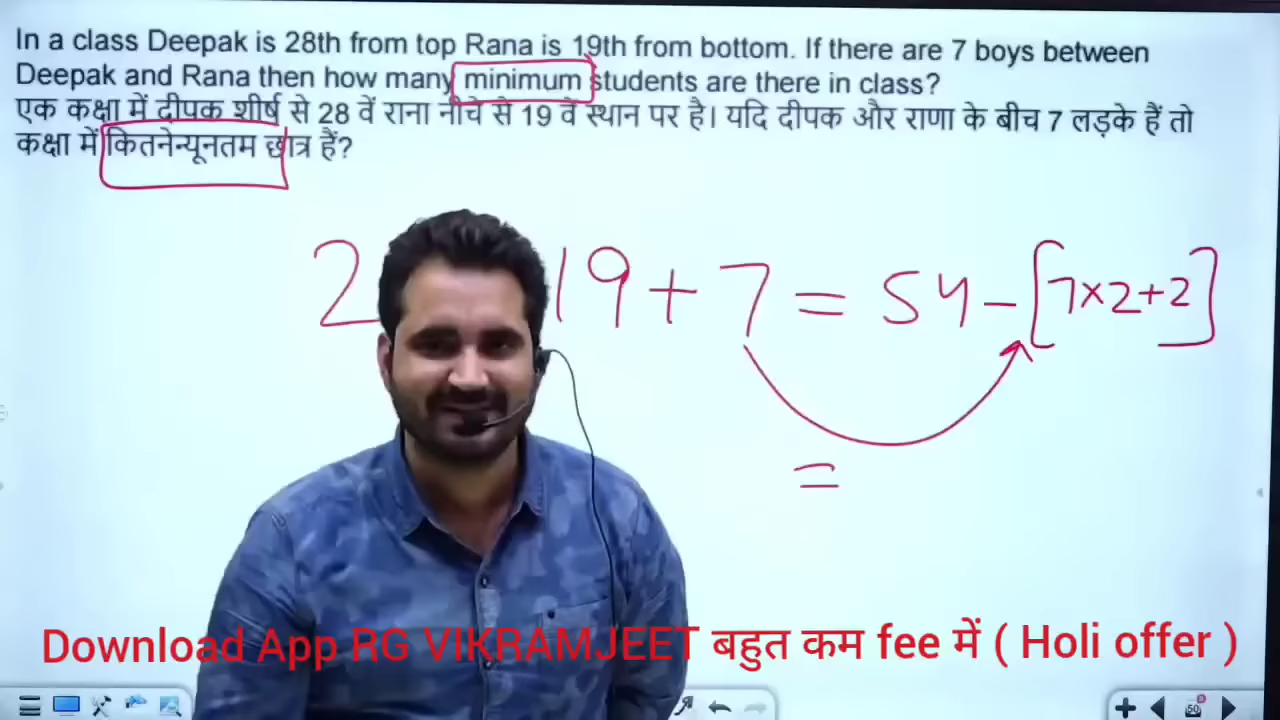 In a class Deepak is 28th from top Rana is 19th from bottom. If there are 7 boys between
Deepak and Rana then how many minimum students are there in class?
एक कक्षा में दीपक शीर्ष से 28 वें राना नीचे से 19 वें स्थान पर है। यदि दीपक और राणा के बीच 7 लड़के हैं तो
कक्षा में कितनेन्यूनतम छात्र हैं?
2 19 + 7 = 54 - [7×2+2]
=
Download App RG VIKRAMJEET बहुत कम fee में ( Holi offer )
50